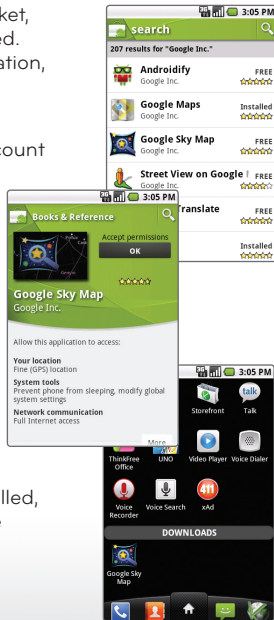 ket,
ed.
ation,
count
lled,
e
3:05 PM
search
207 results for "Google Inc."
Androidify
Google Inc.
FREE
Google Maps
Google Inc.
Installed
Google Sky Map
Google Inc.
FREE
Street View on Google
Google Inc.
FREE
Translate
FREE
Installed
3:05 PM
Books & Reference
Accept permissions
OK
Google Sky Map
Google Inc.
Allow this application to access:
Your location
Fine (GPS) location
System tools
Prevent phone from sleeping, modify global
system settings
Network communication
Full Internet access
More
3:05 PM
Storefront
talk
Talk
ThinkFree
Office
UNO
Video Player
Voice Dialer
Voice
Recorder
Voice Search
411
xAd
DOWNLOADS
Google Sky
Map